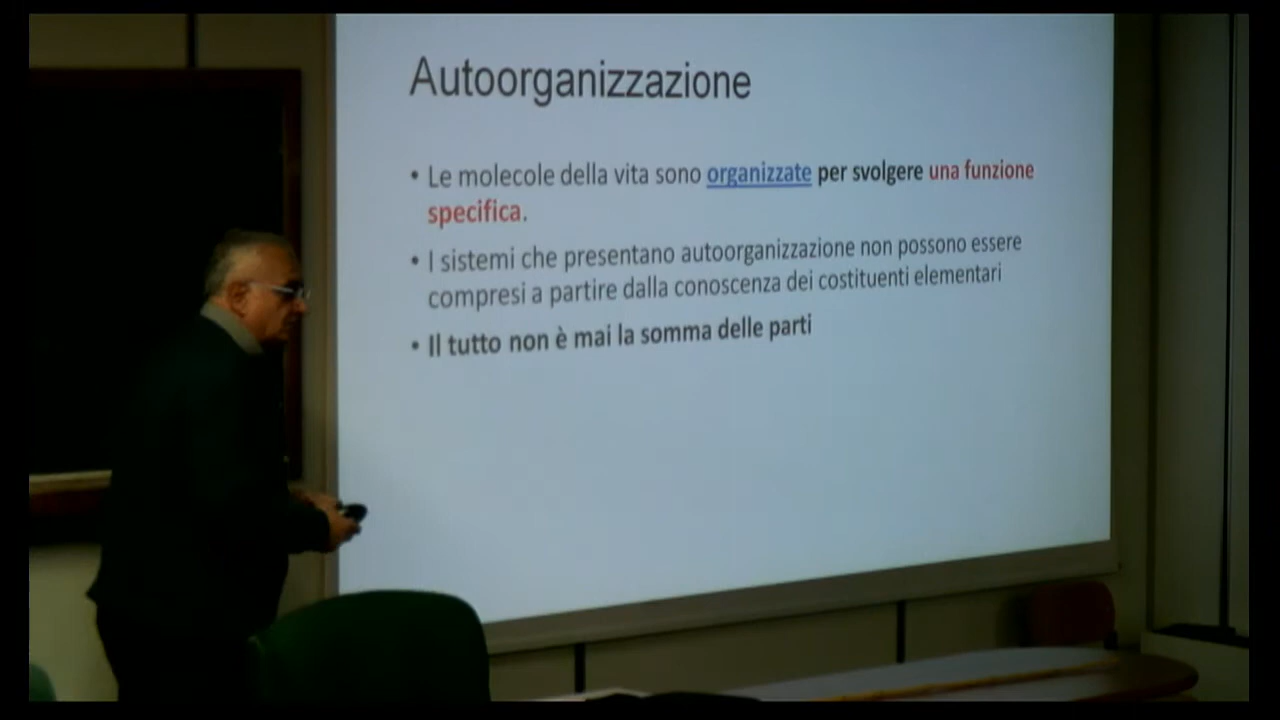 Autoorganizzazione
• Le molecole della vita sono organizzate per svolgere una funzione
specifica.
• I sistemi che presentano autoorganizzazione non possono essere
compresi a partire dalla conoscenza dei costituenti elementari
• Il tutto non è mai la somma delle parti